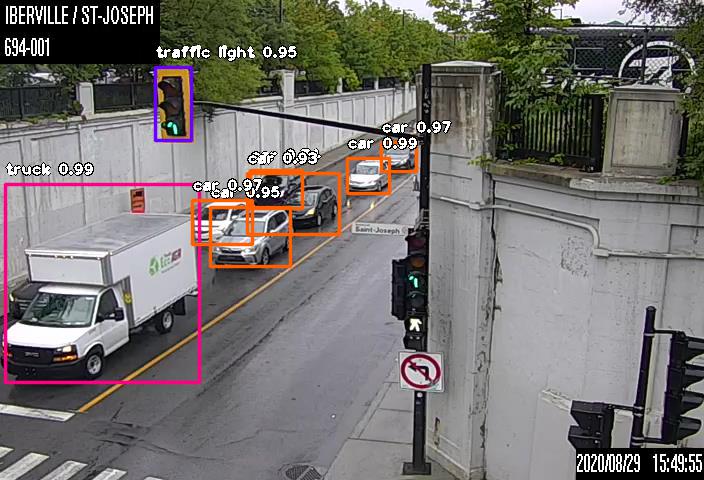 IBERVILLE / ST-JOSEPH
694-001
traffic light 0.95
car 0.97
car 0.99
car 0.93
truck 0.99
car 0.97
car 0.95
Saint-Joseph
2020/08/29 15:49:55